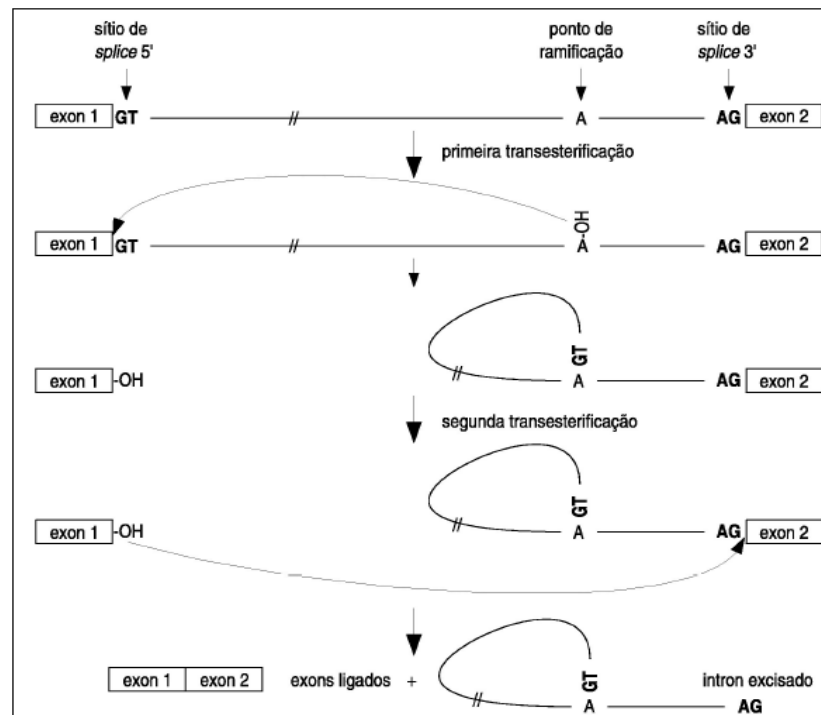 sítio de
splice 5'
ponto de
ramificação
sítio de
splice 3'
exon 1 GT // A AG exon 2
primeira transesterificação
A-OH
exon 1 GT // AG exon 2
GT
exon 1 -OH // A AG exon 2
segunda transesterificação
GT
exon 1 -OH // A AG exon 2
GT
exon 1 exon 2 exons ligados + intron excisado
// A AG